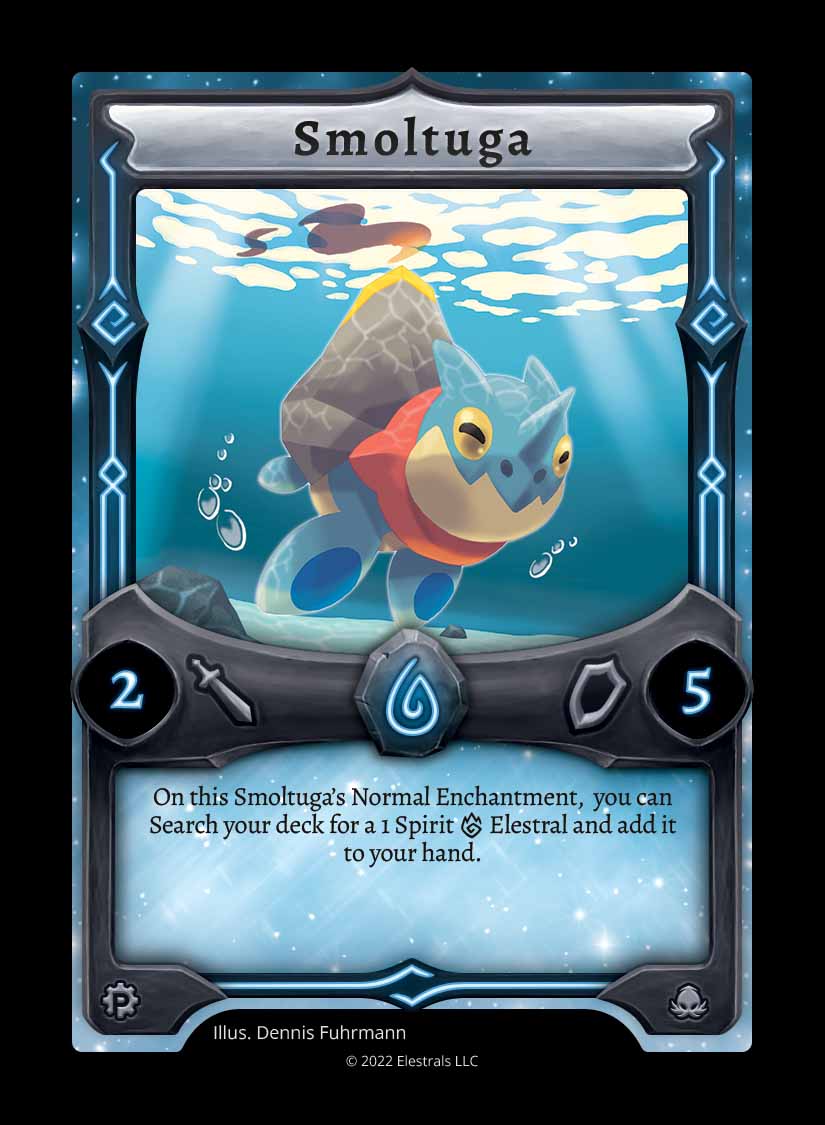 Smoltuga
2
5
On this Smoltuga's Normal Enchantment, you can
Search your deck for a 1 Spirit Elestral and add it
to your hand.
P
Illus. Dennis Fuhrmann
© 2022 Elestrals LLC